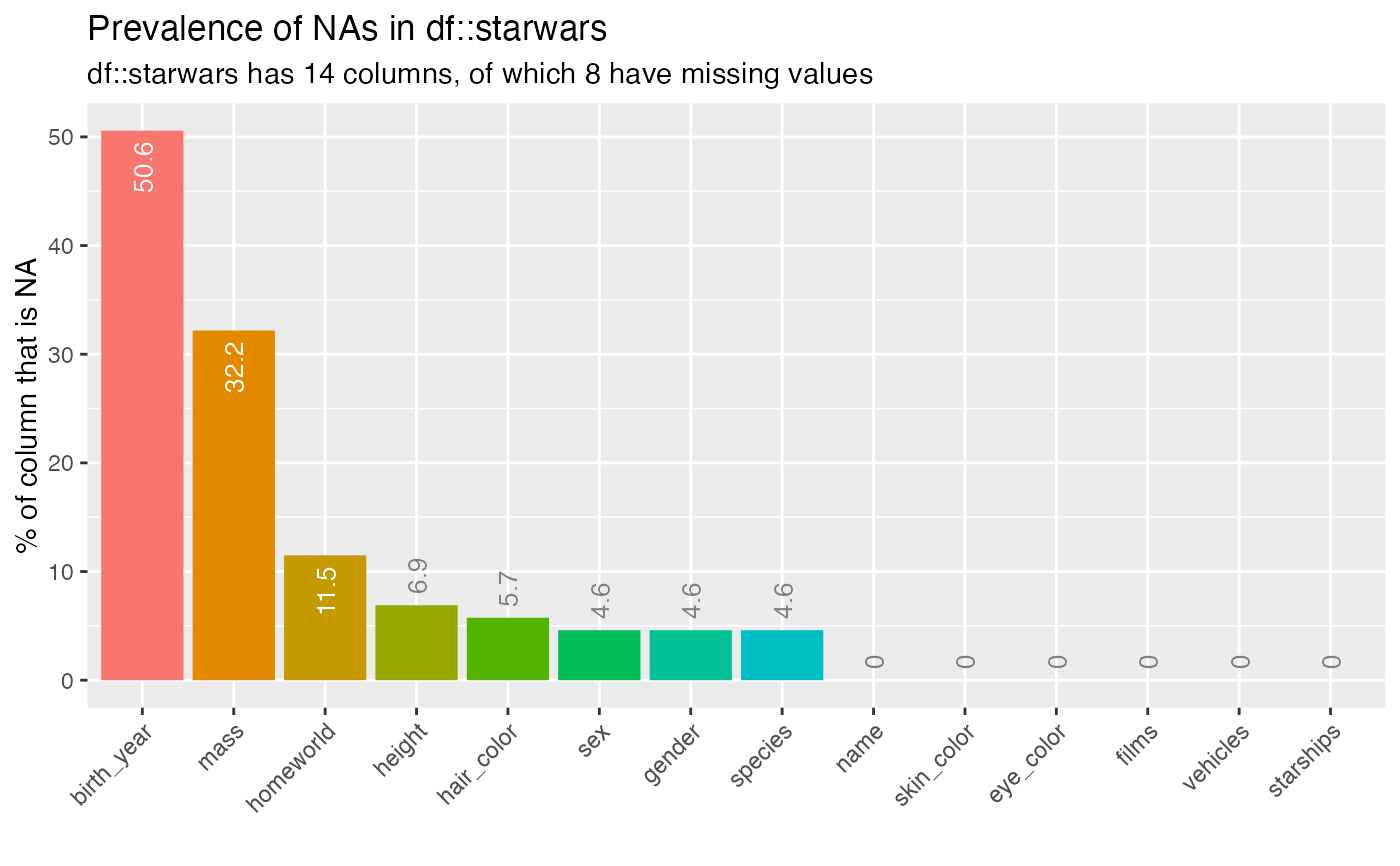 Prevalence of NAs in df::starwars
df::starwars has 14 columns, of which 8 have missing values
% of column that is NA
50
40
30
20
10
0
50.6
32.2
11.5
6.9
5.7
4.6
4.6
4.6
0
0
0
0
0
0
birth_year
mass
homeworld
height
hair_color
sex
gender
species
name
skin_color
eye_color
films
vehicles
starships